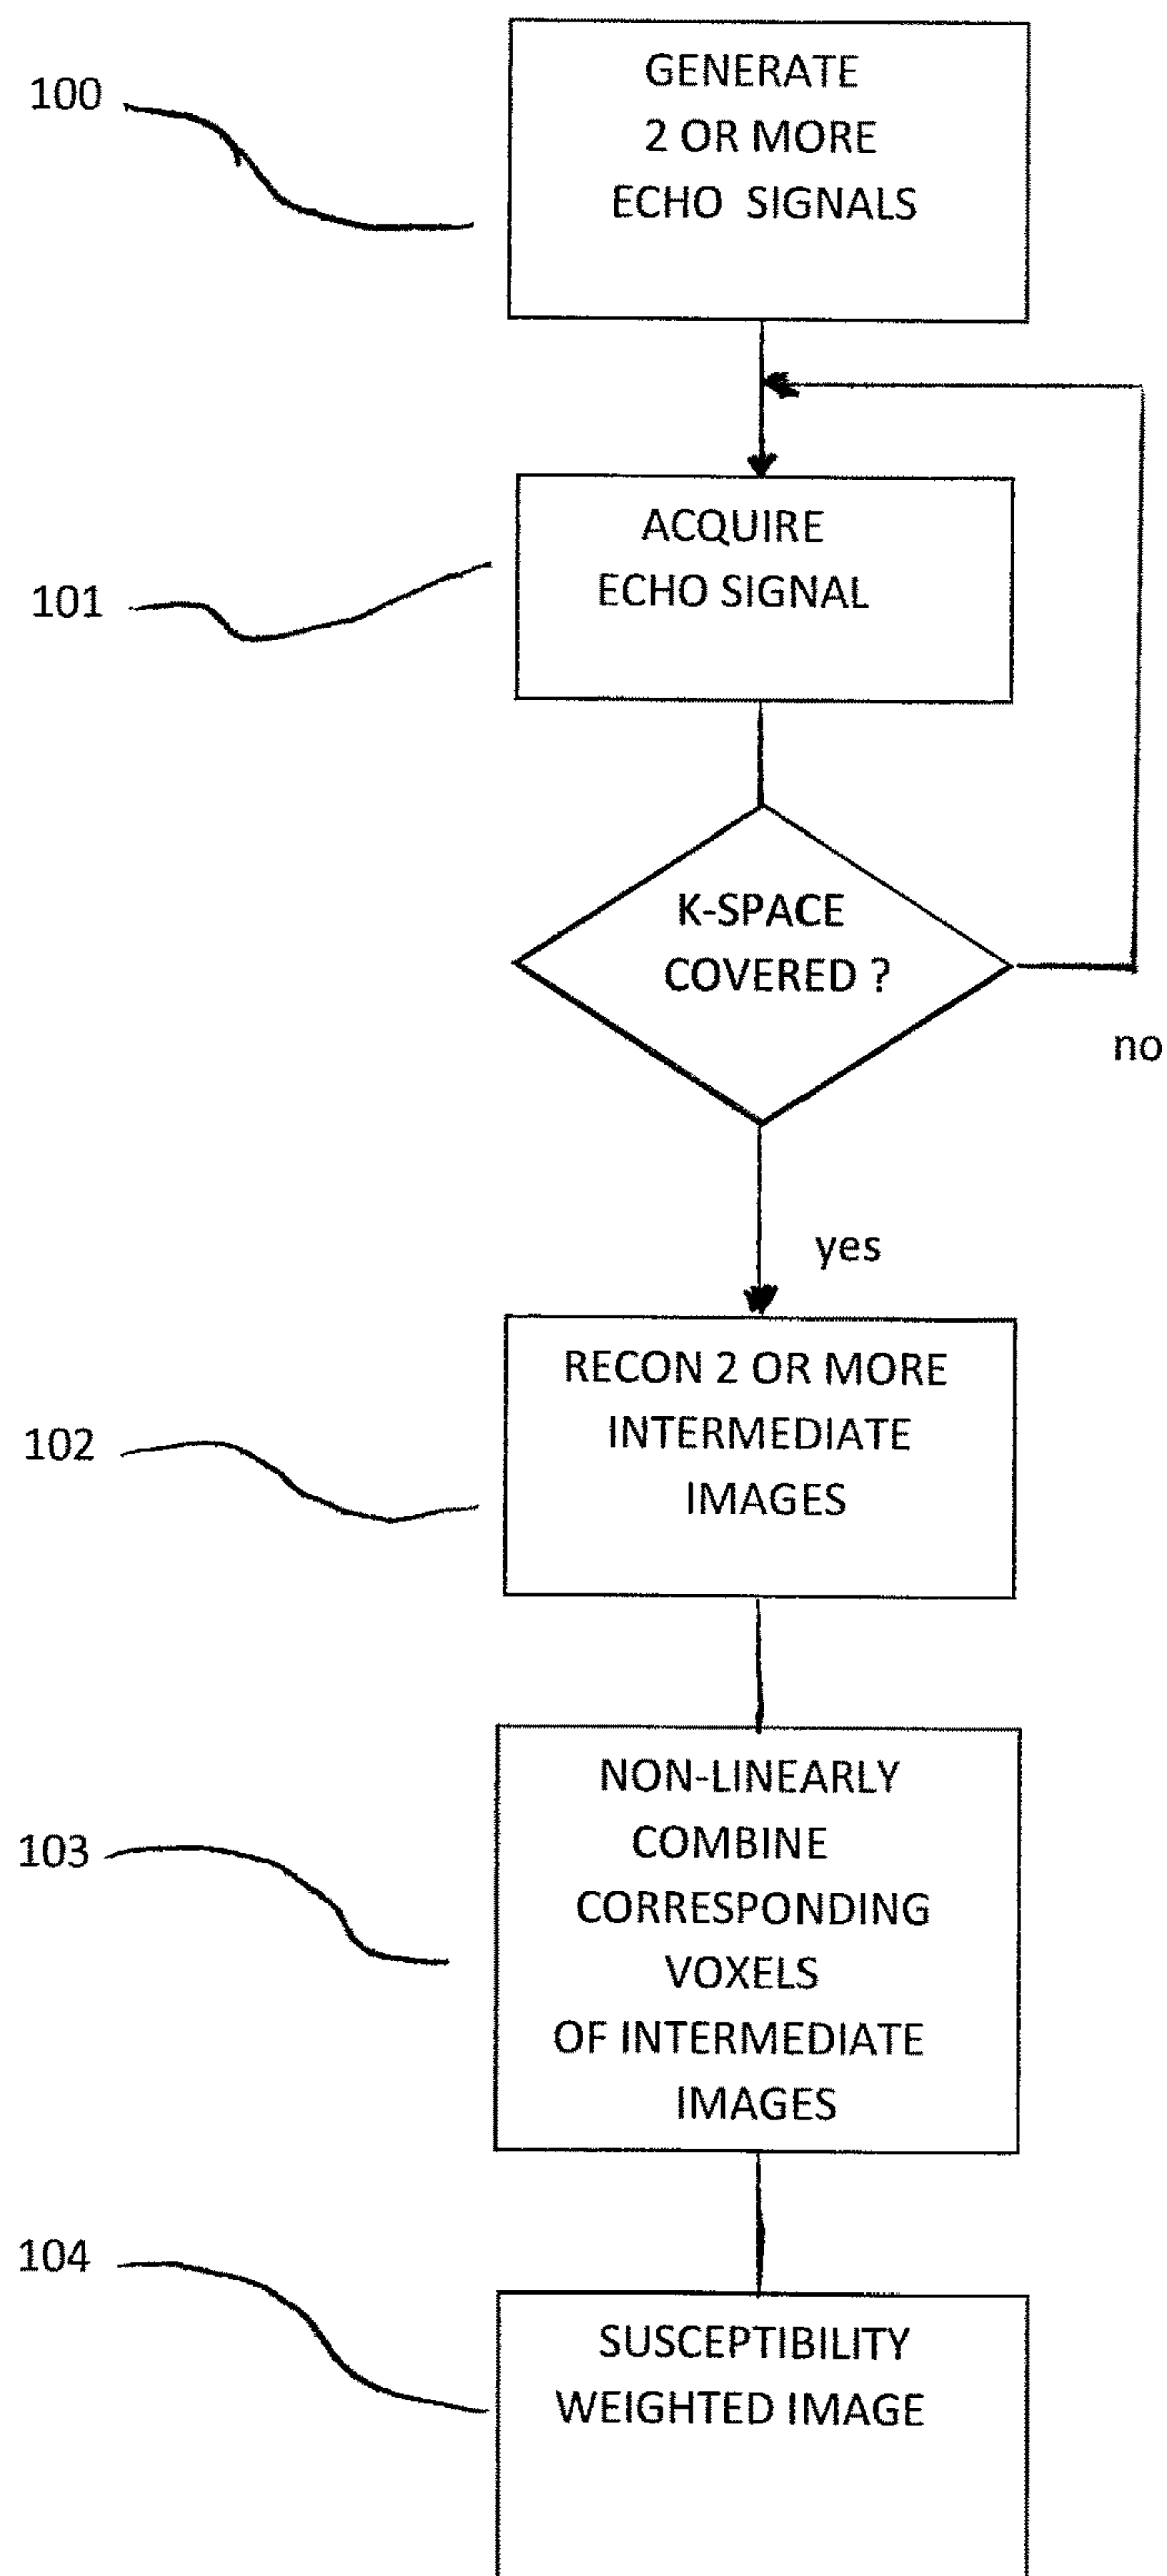 100
GENERATE
2 OR MORE
ECHO SIGNALS
101
ACQUIRE
ECHO SIGNAL
K-SPACE
COVERED ?
no
yes
102
RECON 2 OR MORE
INTERMEDIATE
IMAGES
103
NON-LINEARLY
COMBINE
CORRESPONDING
VOXELS
OF INTERMEDIATE
IMAGES
104
SUSCEPTIBILITY
WEIGHTED IMAGE